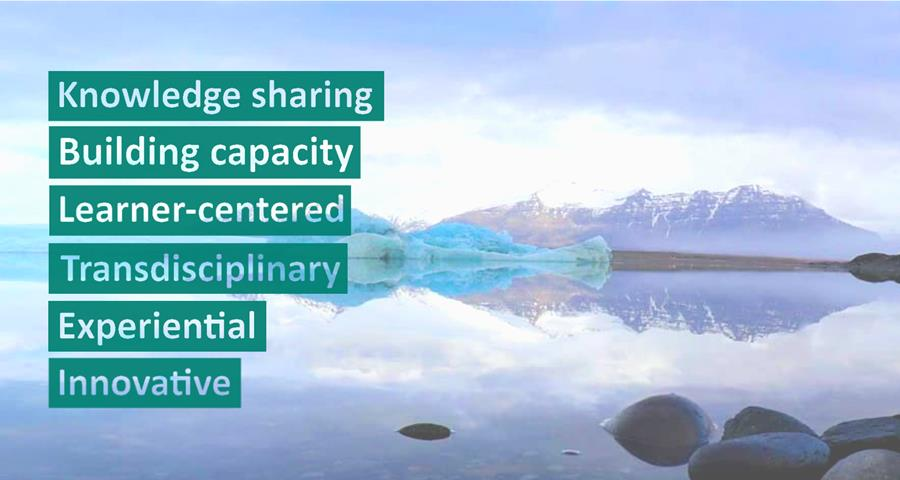 Knowledge sharing
Building capacity
Learner-centered
Transdisciplinary
Experiential
Innovative